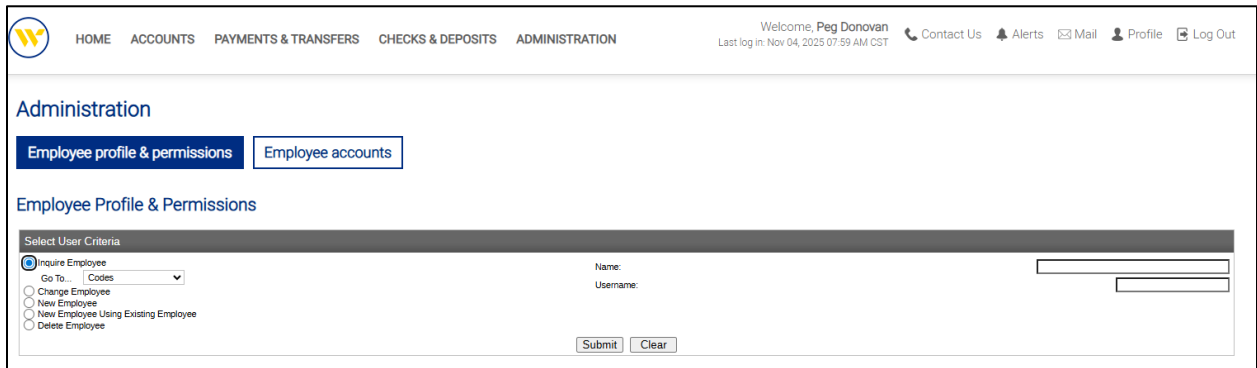 W
HOME ACCOUNTS PAYMENTS & TRANSFERS CHECKS & DEPOSITS ADMINISTRATION
Welcome, Peg Donovan
Last log in: Nov 04, 2025 07:59 AM CST
Contact Us Alerts Mail Profile Log Out
Administration
Employee profile & permissions Employee accounts
Employee Profile & Permissions
Select User Criteria
Inquire Employee
Go To... Codes
Change Employee
New Employee
New Employee Using Existing Employee
Delete Employee
Name:
Username:
Submit Clear